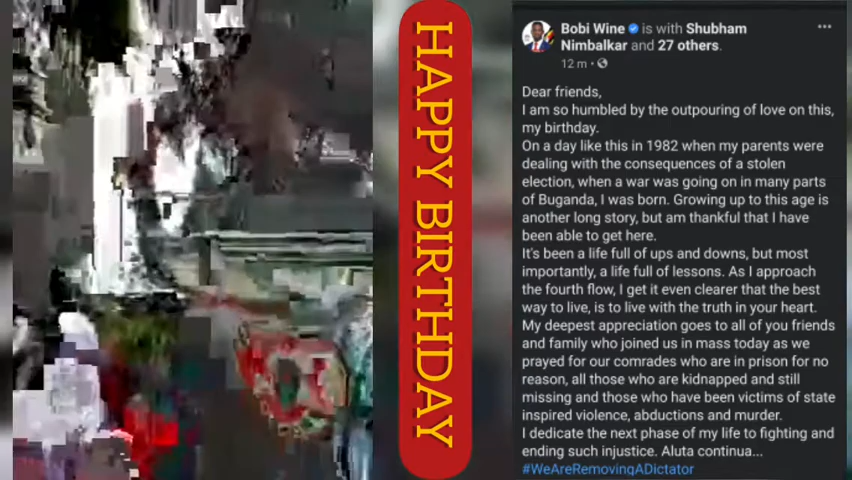 HAPPY BIRTHDAY
Bobi Wine is with Shubham
Nimbalkar and 27 others.
12 m
Dear friends,
I am so humbled by the outpouring of love on this,
my birthday.
On a day like this in 1982 when my parents were
dealing with the consequences of a stolen
election, when a war was going on in many parts
of Buganda, I was born. Growing up to this age is
another long story, but am thankful that I have
been able to get here.
It's been a life full of ups and downs, but most
importantly, a life full of lessons. As I approach
the fourth flow, I get it even clearer that the best
way to live, is to live with the truth in your heart.
My deepest appreciation goes to all of you friends
and family who joined us in mass today as we
prayed for our comrades who are in prison for no
reason, all those who are kidnapped and still
missing and those who have been victims of state
inspired violence, abductions and murder.
I dedicate the next phase of my life to fighting and
ending such injustice. Aluta continua...
#WeAreRemovingADictator